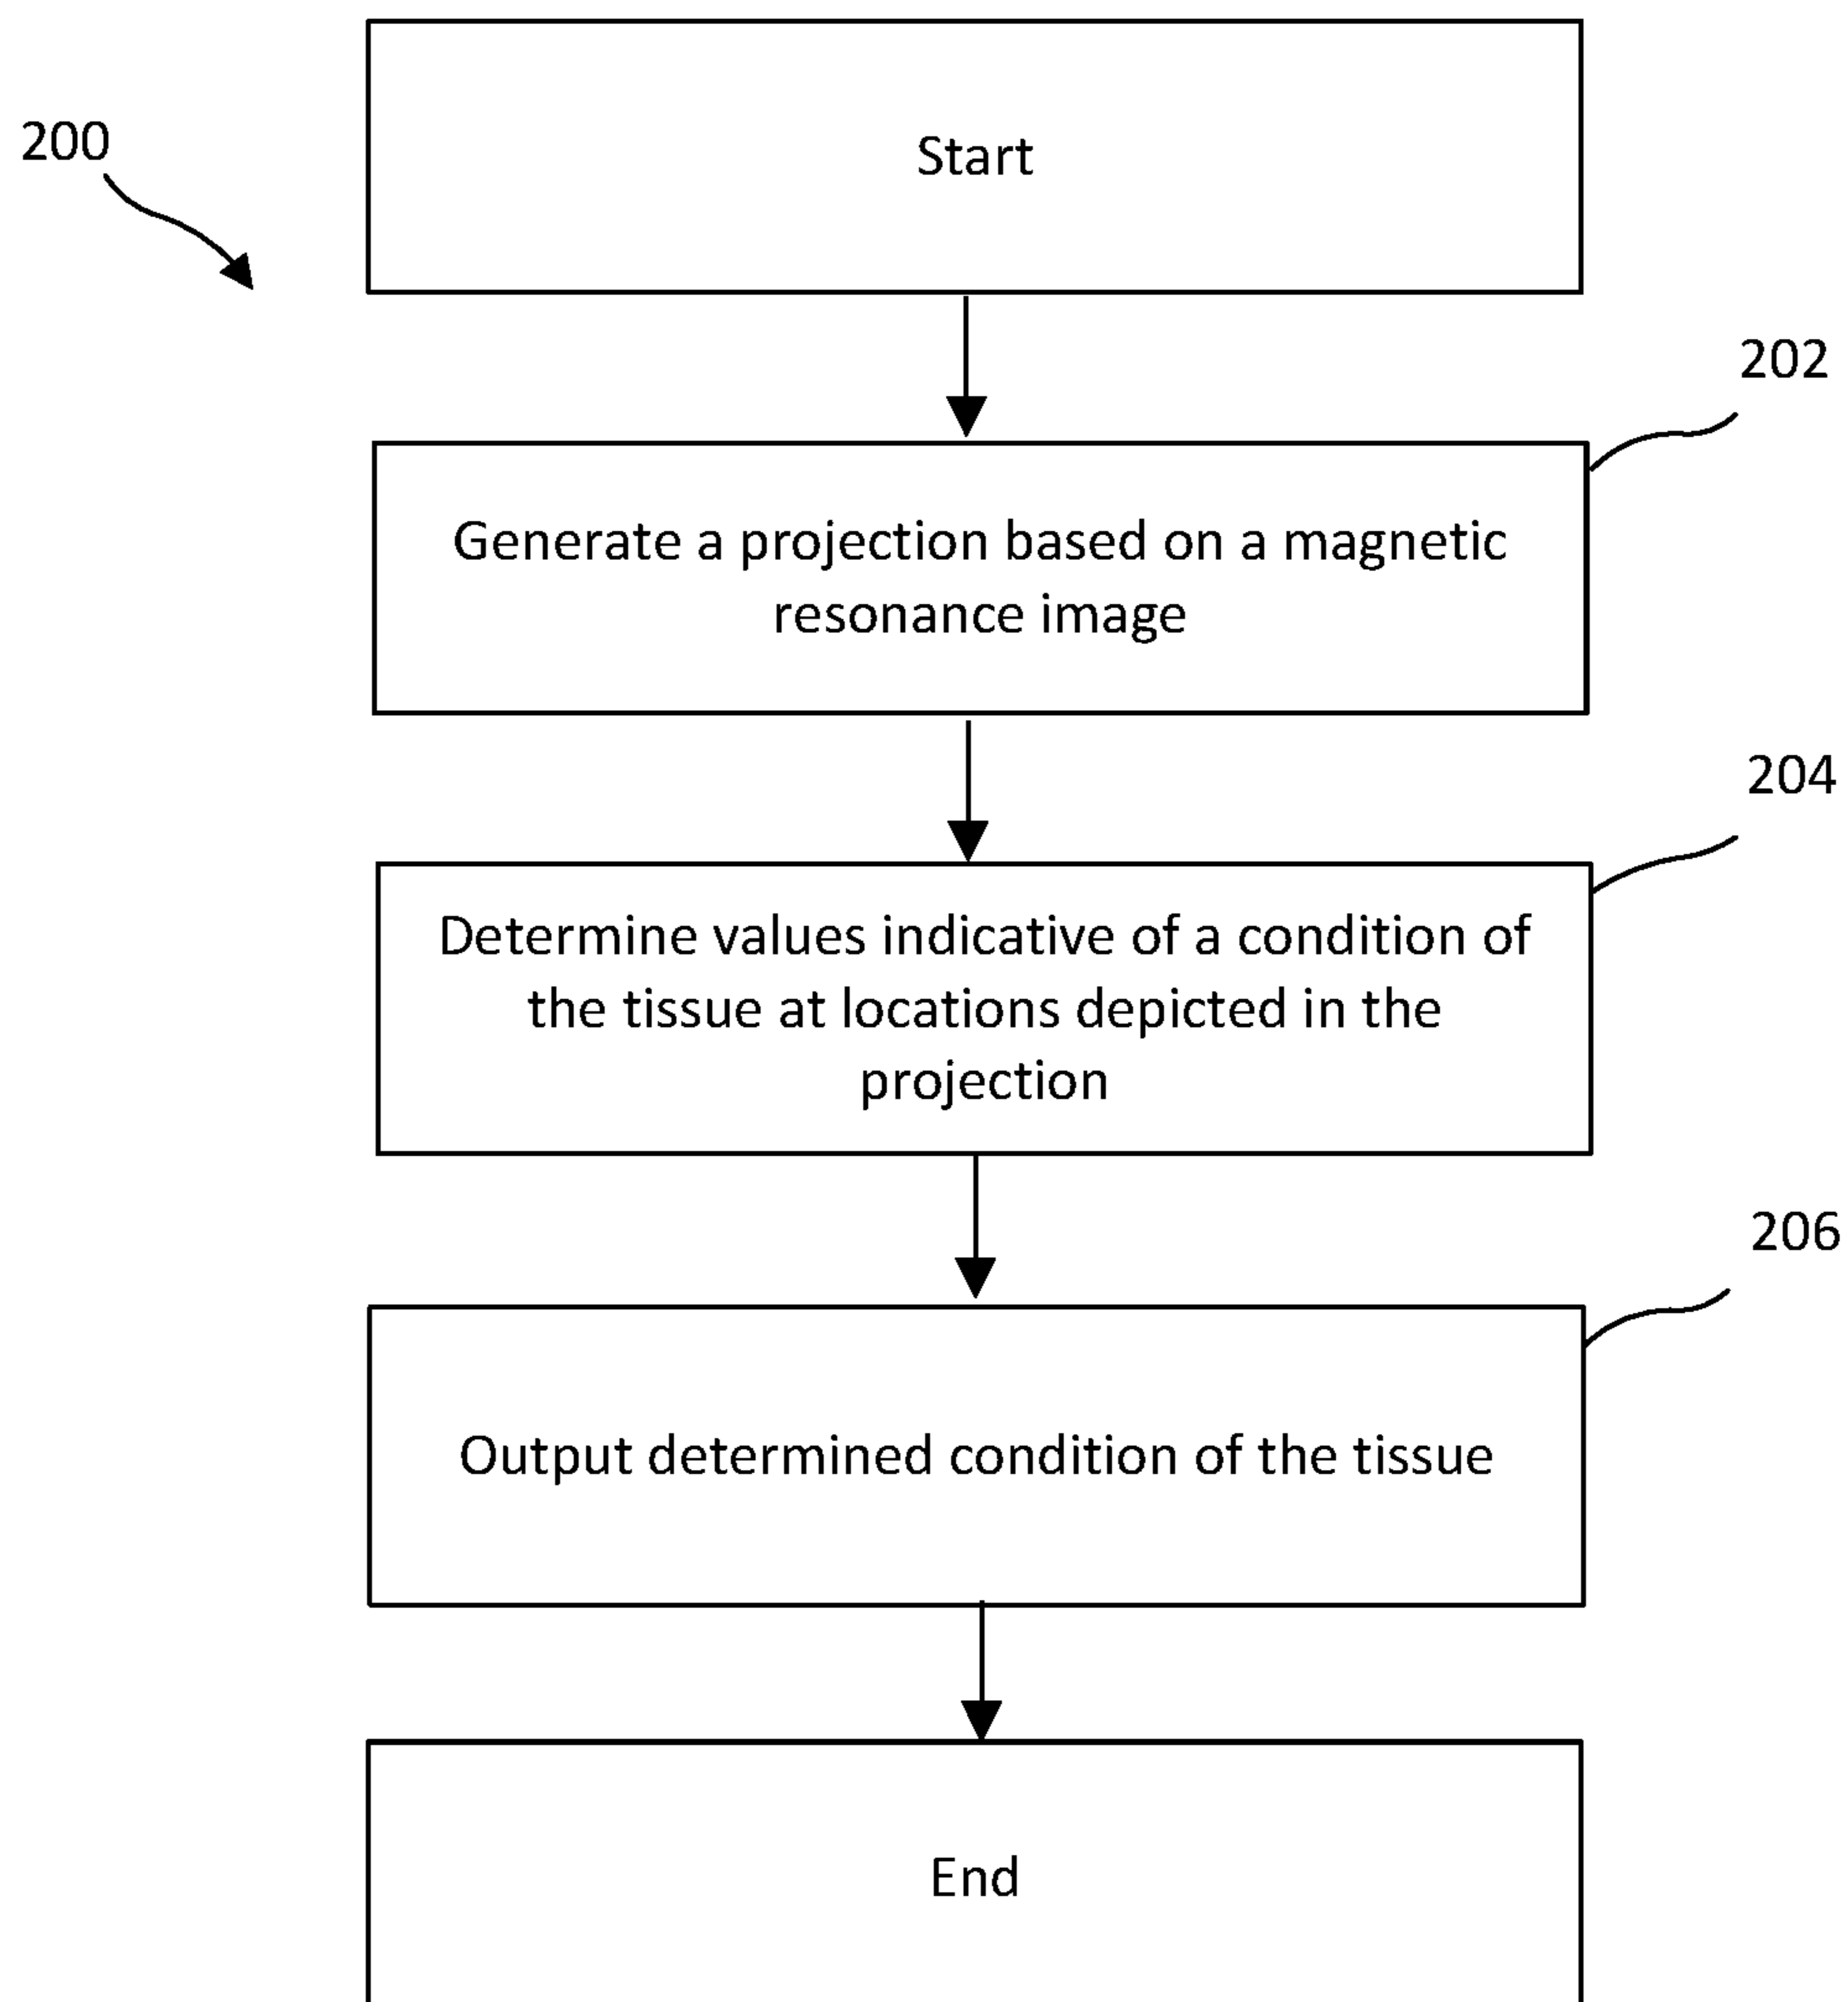 200
Start
202
Generate a projection based on a magnetic
resonance image
204
Determine values indicative of a condition of
the tissue at locations depicted in the
projection
206
Output determined condition of the tissue
End